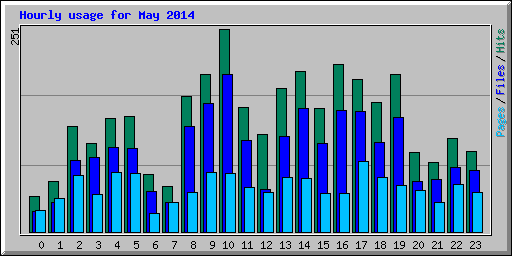 Hourly usage for May 2014
251
Pages/Files/Hits
0 1 2 3 4 5 6 7 8 9 10 11 12 13 14 15 16 17 18 19 20 21 22 23